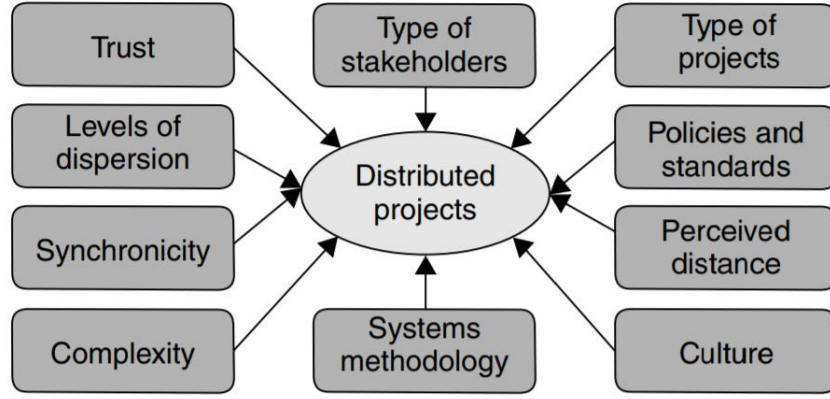 Trust
Type of
stakeholders
Type of
projects
Levels of
dispersion
Distributed
projects
Policies and
standards
Synchronicity
Perceived
distance
Complexity
Systems
methodology
Culture